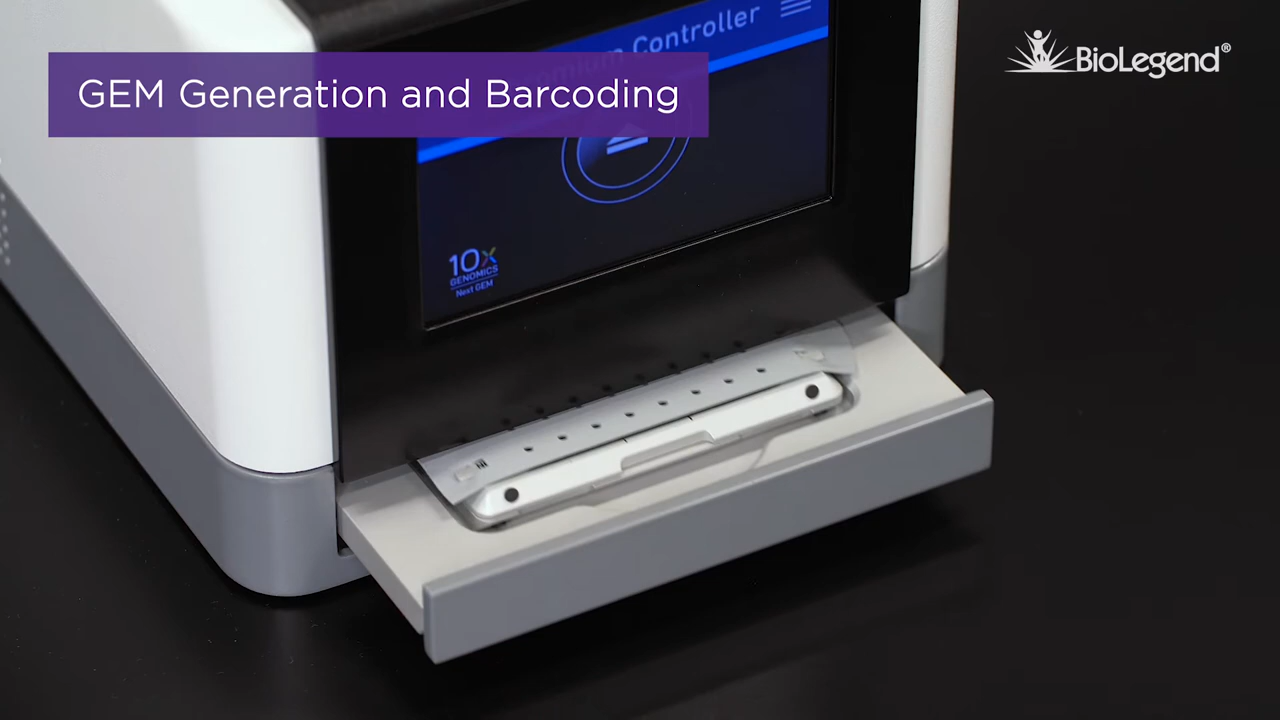 GEM Generation and Barcoding
Controller
BioLegend®
10x
GENOMICS
Next GEM